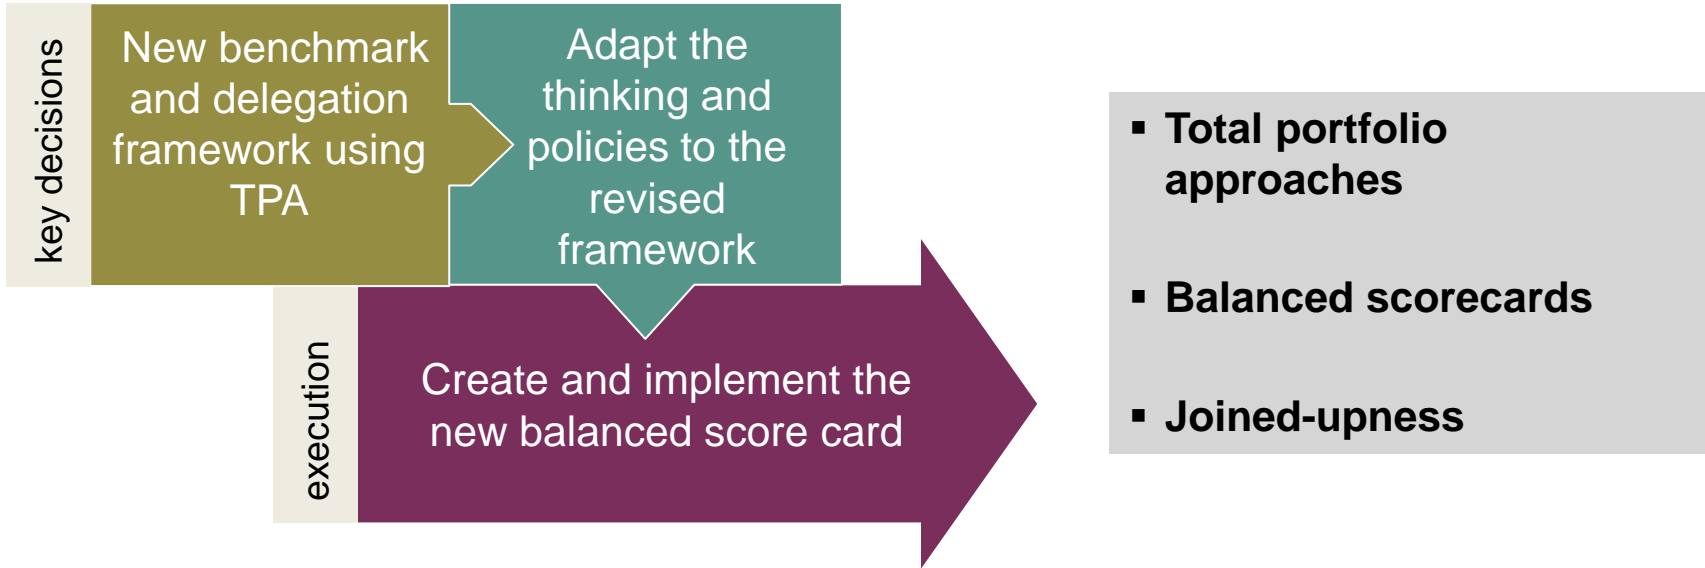 key decisions
New benchmark
and delegation
framework using
TPA
Adapt the
thinking and
policies to the
revised
framework
execution
Create and implement the
new balanced score card
▪ Total portfolio
approaches
▪ Balanced scorecards
▪ Joined-upness